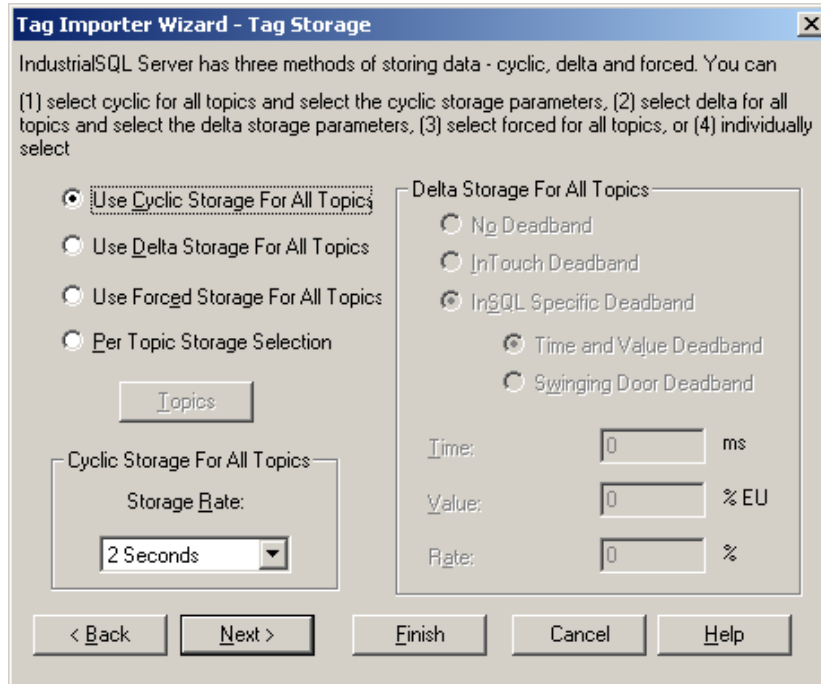 Tag Importer Wizard - Tag Storage
IndustrialSQL Server has three methods of storing data - cyclic, delta and forced. You can
(1) select cyclic for all topics and select the cyclic storage parameters, (2) select delta for all
topics and select the delta storage parameters, (3) select forced for all topics, or (4) individually
select
Use Cyclic Storage For All Topics
Use Delta Storage For All Topics
Use Forced Storage For All Topics
Per Topic Storage Selection
Topics
Cyclic Storage For All Topics
Storage Rate:
2 Seconds
Delta Storage For All Topics
No Deadband
InTouch Deadband
InSQL Specific Deadband
Time and Value Deadband
Swinging Door Deadband
Time: 0 ms
Value: 0 % EU
Rate: 0 %
< Back Next > Finish Cancel Help